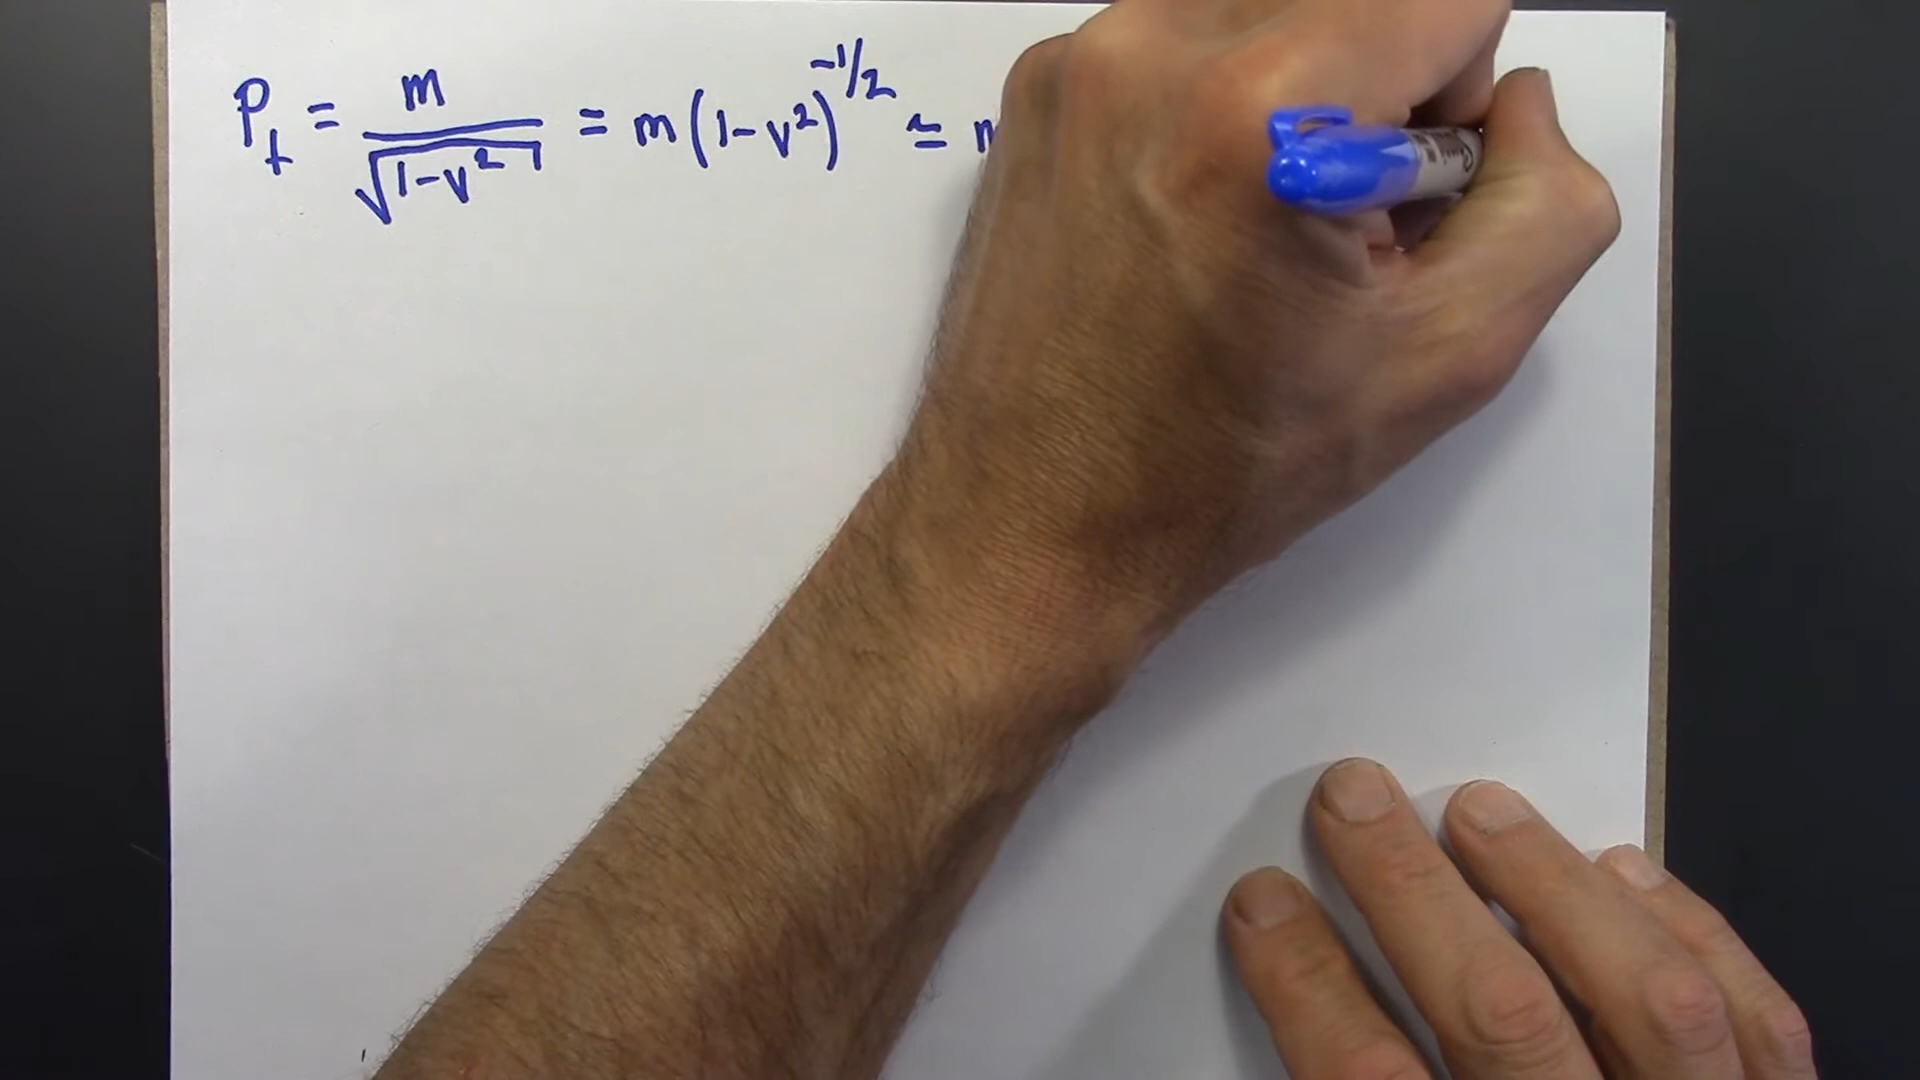 P_t = m/√(1-v²) = m(1-v²)^(-1/2) ≃ m